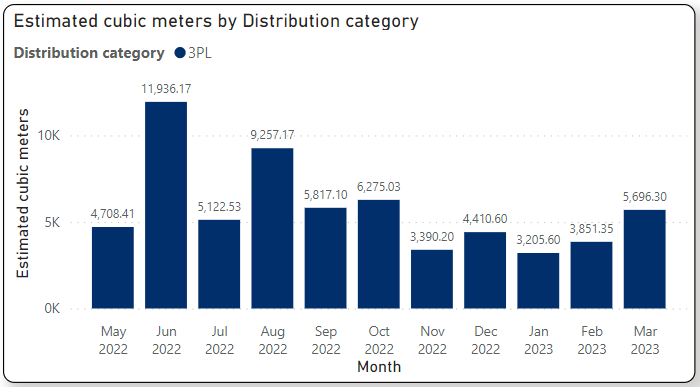 Estimated cubic meters by Distribution category
Distribution category 3PL
Estimated cubic meters
10K
5K
0K
4,708.41
11,936.17
5,122.53
9,257.17
5,817.10
6,275.03
3,390.20
4,410.60
3,205.60
3,851.35
5,696.30
May 2022
Jun 2022
Jul 2022
Aug 2022
Sep 2022
Oct 2022
Nov 2022
Dec 2022
Jan 2023
Feb 2023
Mar 2023
Month